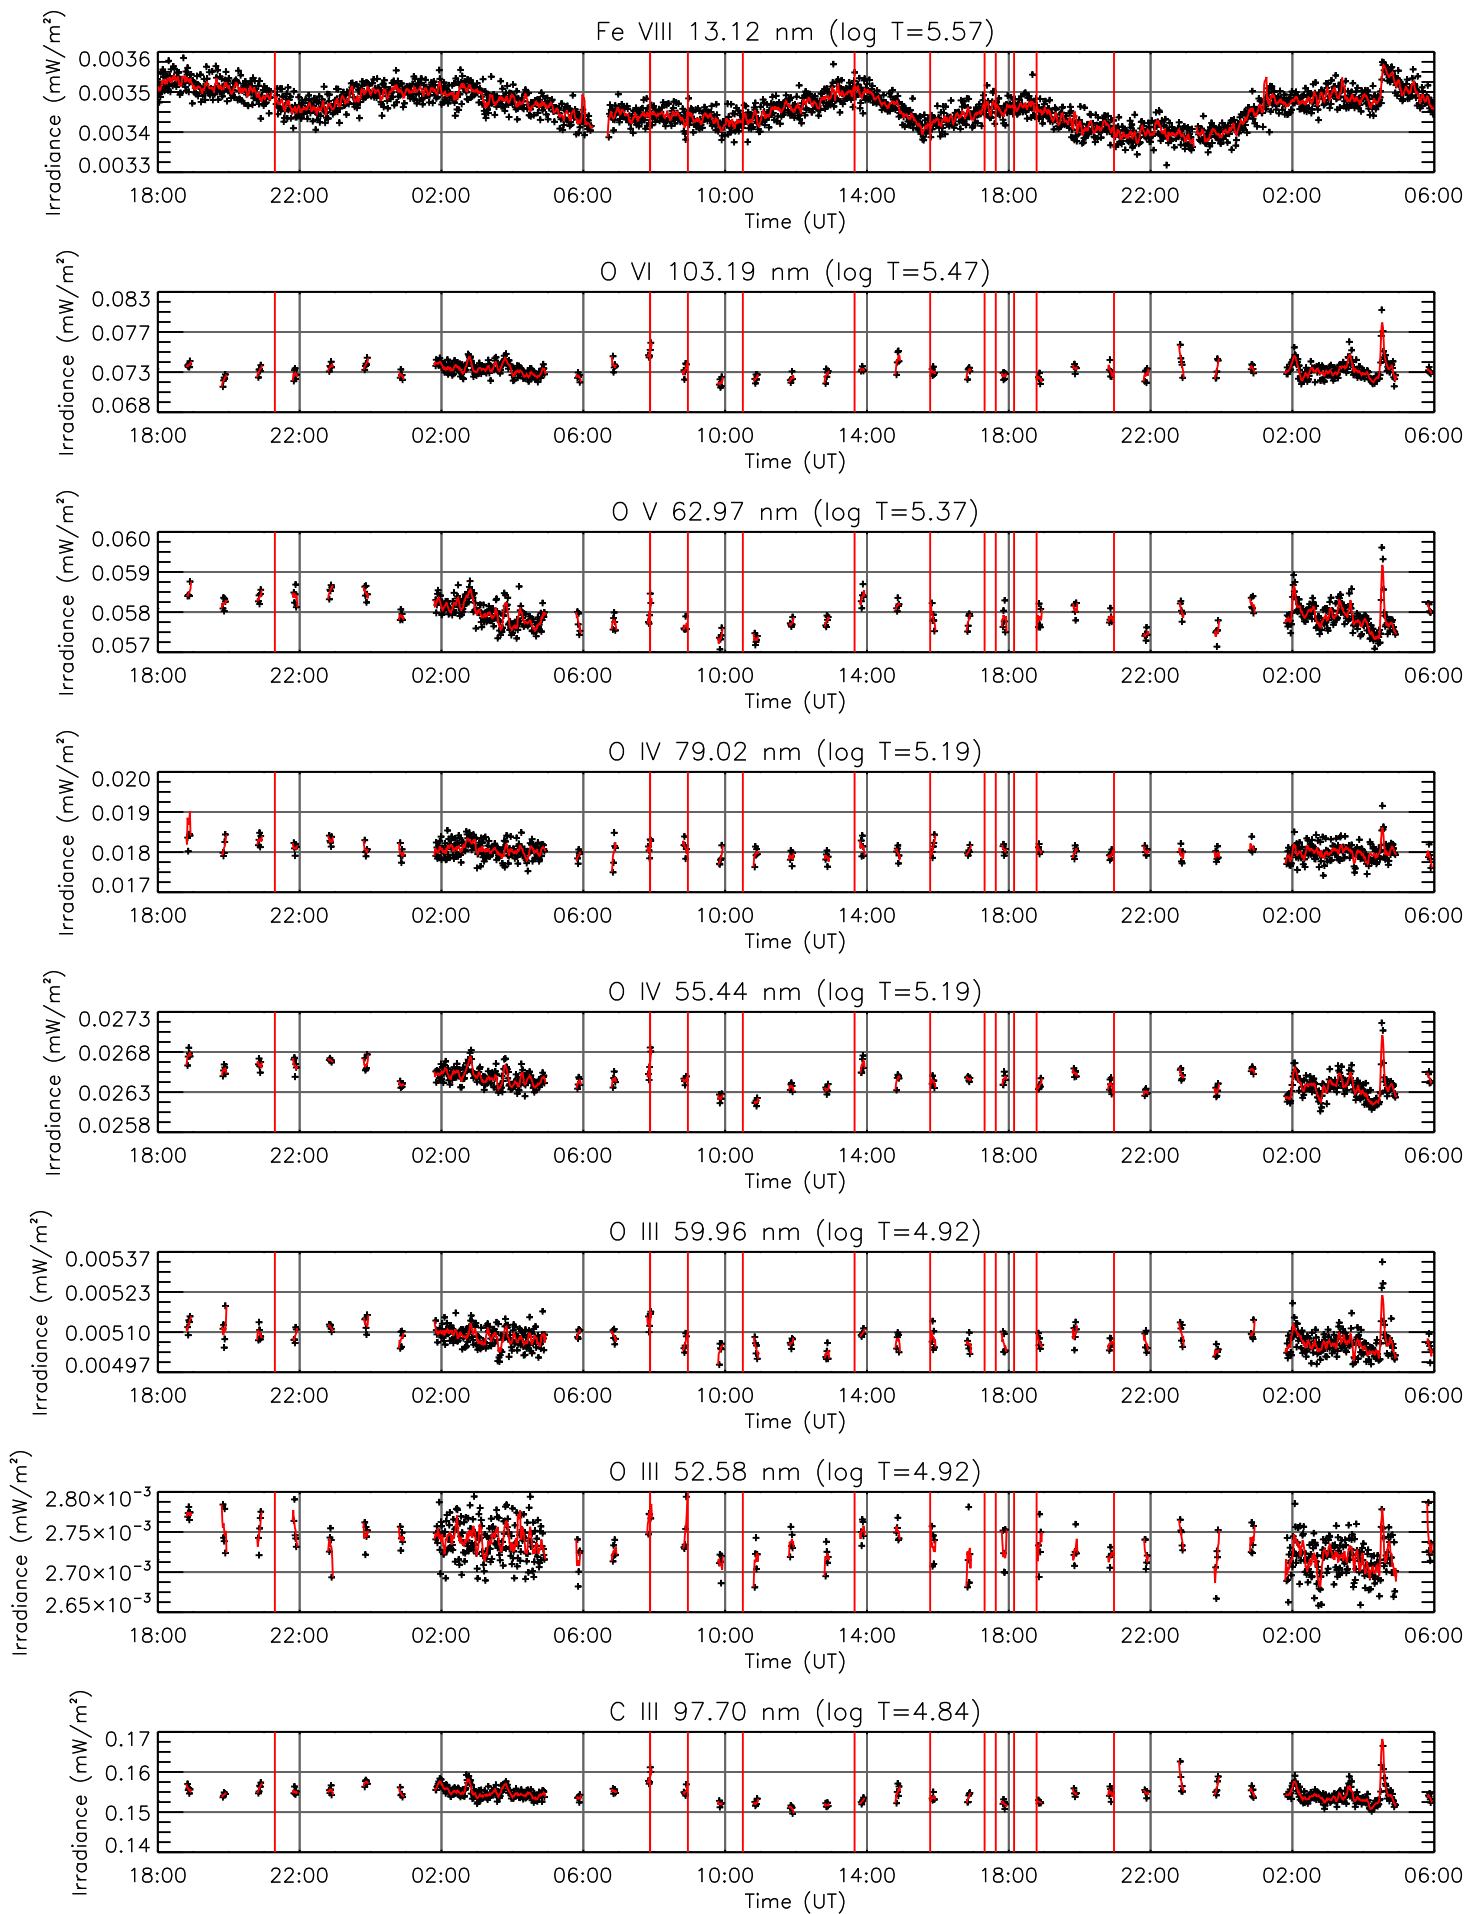 Fe VIII 13.12 nm (log T=5.57)
Irradiance (mW/m²)
0.0036
0.0035
0.0034
0.0033
18:00 22:00 02:00 06:00 10:00 14:00 18:00 22:00 02:00 06:00
Time (UT)
O VI 103.19 nm (log T=5.47)
Irradiance (mW/m²)
0.083
0.077
0.073
0.068
18:00 22:00 02:00 06:00 10:00 14:00 18:00 22:00 02:00 06:00
Time (UT)
O V 62.97 nm (log T=5.37)
Irradiance (mW/m²)
0.060
0.059
0.058
0.057
18:00 22:00 02:00 06:00 10:00 14:00 18:00 22:00 02:00 06:00
Time (UT)
O IV 79.02 nm (log T=5.19)
Irradiance (mW/m²)
0.020
0.019
0.018
0.017
18:00 22:00 02:00 06:00 10:00 14:00 18:00 22:00 02:00 06:00
Time (UT)
O IV 55.44 nm (log T=5.19)
Irradiance (mW/m²)
0.0273
0.0268
0.0263
0.0258
18:00 22:00 02:00 06:00 10:00 14:00 18:00 22:00 02:00 06:00
Time (UT)
O III 59.96 nm (log T=4.92)
Irradiance (mW/m²)
0.00537
0.00523
0.00510
0.00497
18:00 22:00 02:00 06:00 10:00 14:00 18:00 22:00 02:00 06:00
Time (UT)
O III 52.58 nm (log T=4.92)
Irradiance (mW/m²)
2.80×10⁻³
2.75×10⁻³
2.70×10⁻³
2.65×10⁻³
18:00 22:00 02:00 06:00 10:00 14:00 18:00 22:00 02:00 06:00
Time (UT)
C III 97.70 nm (log T=4.84)
Irradiance (mW/m²)
0.17
0.16
0.15
0.14
18:00 22:00 02:00 06:00 10:00 14:00 18:00 22:00 02:00 06:00
Time (UT)